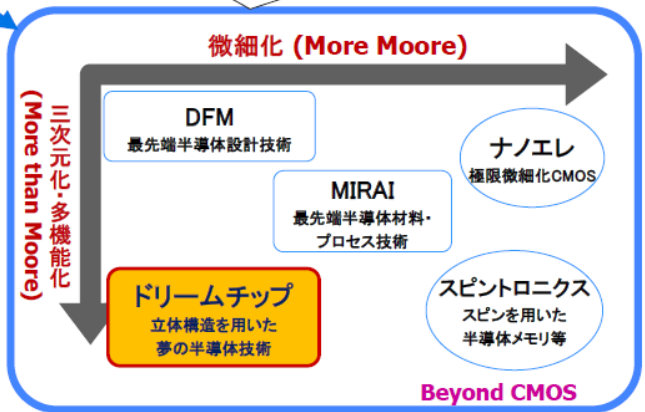 微細化 (More Moore)
三次元化・多機能化
(More than Moore)
DFM
最先端半導体設計技術
ナノエレ
極限微細化CMOS
MIRAI
最先端半導体材料・
プロセス技術
ドリームチップ
立体構造を用いた
夢の半導体技術
スピントロニクス
スピンを用いた
半導体メモリ等
Beyond CMOS